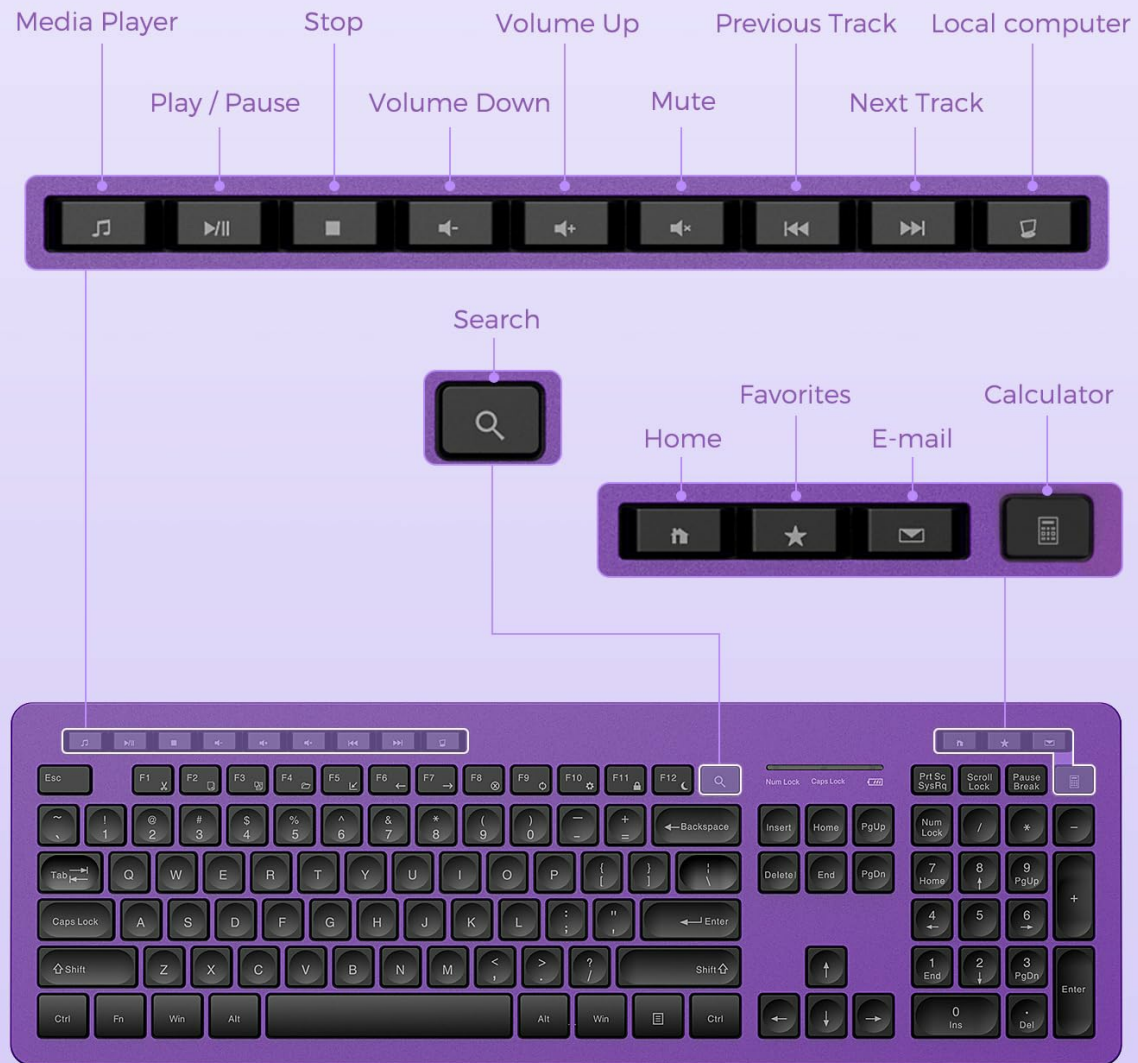 Media Player
Stop
Volume Up
Previous Track
Local computer
Play / Pause
Volume Down
Mute
Next Track
Search
Favorites
Calculator
Home
E-mail
Esc F1 F2 F3 F4 F5 F6 F7 F8 F9 F10 F11 F12
Num Lock Caps Lock
Prt Sc SysRq Scroll Lock Pause Break
~ ` ! 1 @ 2 # 3 $ 4 % 5 ^ 6 & 7 * 8 ( 9 ) 0 — - + = ←Backspace
Insert Home PgUp
Num Lock / * −
Tab Q W E R T Y U I O P { [ } ] ¦ \
Delete End PgDn
7 Home 8 ↑ 9 PgUp +
Caps Lock A S D F G H J K L : ; " ' Enter
4 ← 5 6 →
⇧Shift Z X C V B N M < , > . ? / Shift⇧
↑
1 End 2 ↓ 3 PgDn Enter
Ctrl Fn Win Alt Alt Win Ctrl
← ↓ →
0 Ins . Del